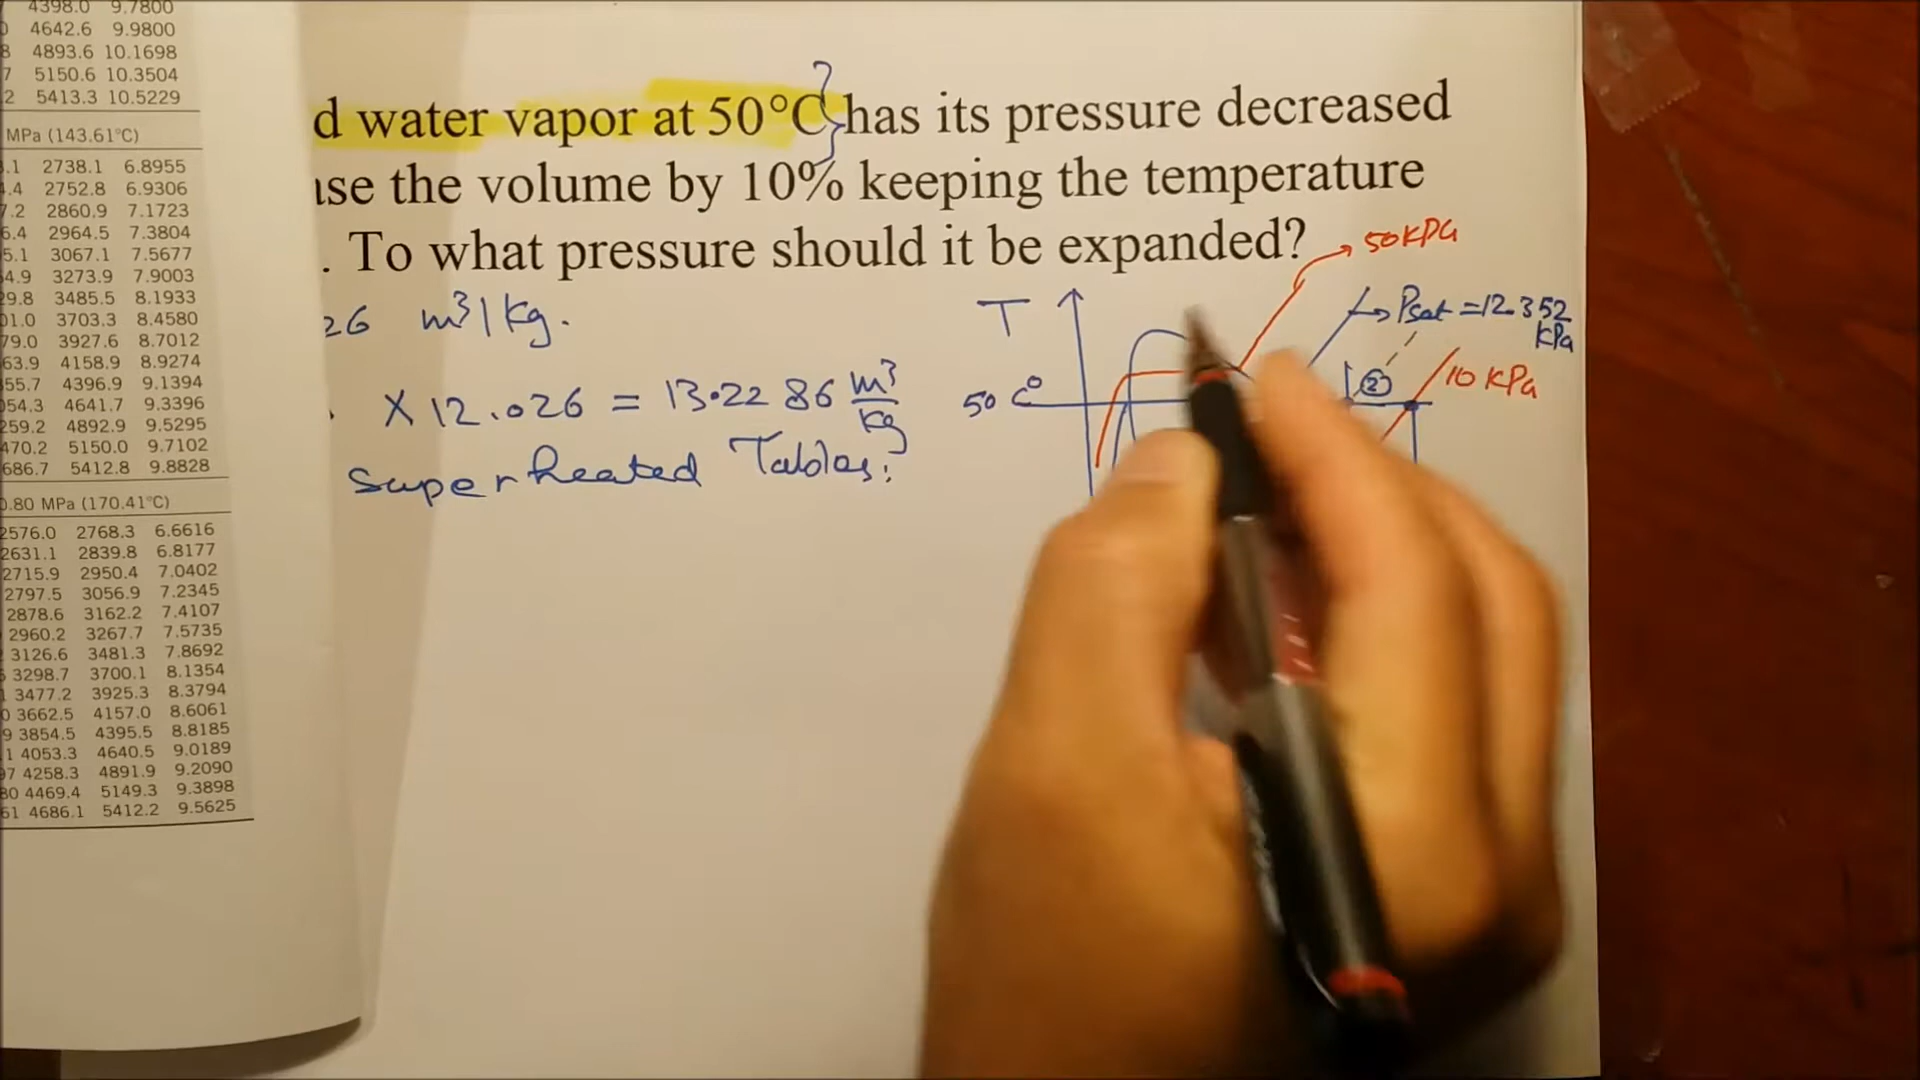 4398.0 9.7800
4642.6 9.9800
4893.6 10.1698
5150.6 10.3504
5413.3 10.5229
MPa (143.61°C)
2738.1 6.8955
2752.8 6.9306
2860.9 7.1723
2964.5 7.3804
3067.1 7.5677
3273.9 7.9003
3485.5 8.1933
3703.3 8.4580
3927.6 8.7012
4158.9 8.9274
4396.9 9.1394
4641.7 9.3396
4892.9 9.5295
5150.0 9.7102
5412.8 9.8828
0.80 MPa (170.41°C)
2576.0 2768.3 6.6616
2631.1 2839.8 6.8177
2715.9 2950.4 7.0402
2797.5 3056.9 7.2345
2878.6 3162.2 7.4107
2960.2 3267.7 7.5735
3126.6 3481.3 7.8692
3298.7 3700.1 8.1354
3477.2 3925.3 8.3794
3662.5 4157.0 8.6061
3854.5 4395.5 8.8185
4053.3 4640.5 9.0189
4258.3 4891.9 9.2090
4469.4 5149.3 9.3898
4686.1 5412.2 9.5625
d water vapor at 50°C has its pressure decreased
the volume by 10% keeping the temperature
. To what pressure should it be expanded?
50 KPa
26 m³/kg.
X 12.026 = 13.2286 m³/kg
Superheated Tables:
T
Psat = 12.352 kPa
50 C°
2
10 KPa